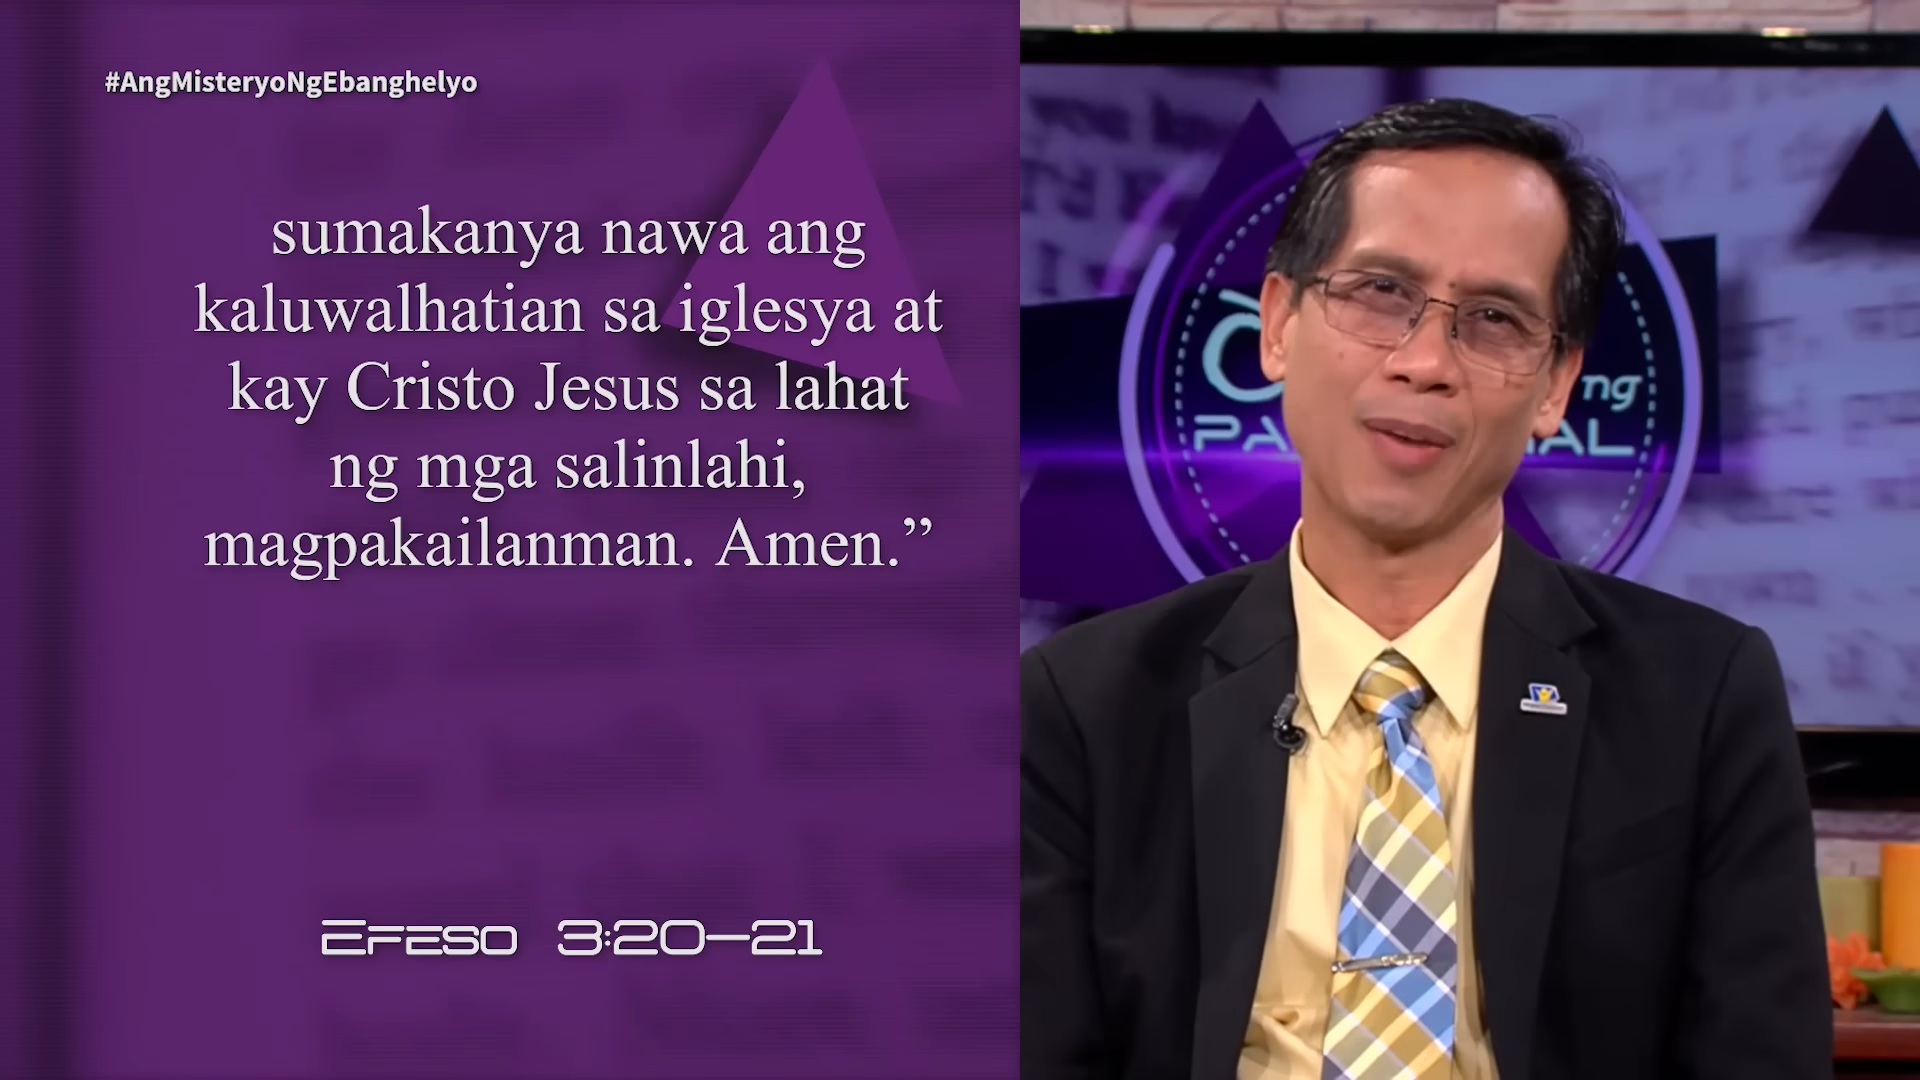 #AngMisteryoNgEbanghelyo
sumakanya nawa ang
kaluwalhatian sa iglesya at
kay Cristo Jesus sa lahat
ng mga salinlahi,
magpakailanman. Amen.”
Efeso 3:20–21
ng